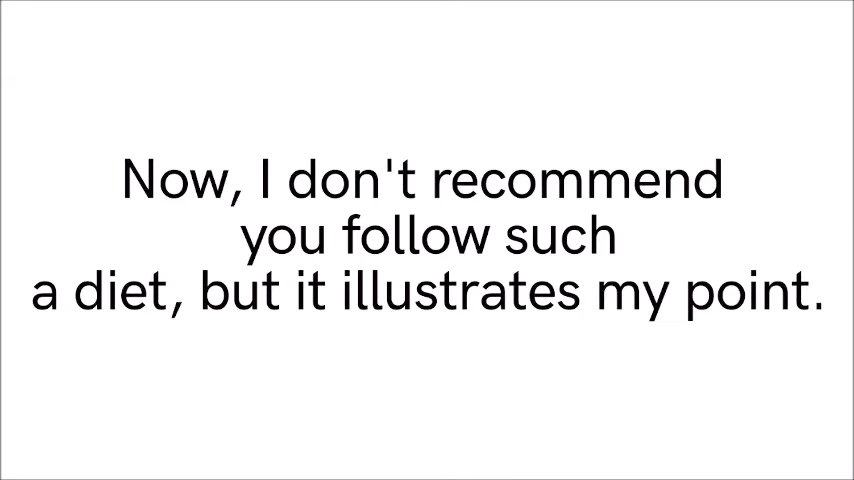 Now, I don't recommend
you follow such
a diet, but it illustrates my point.